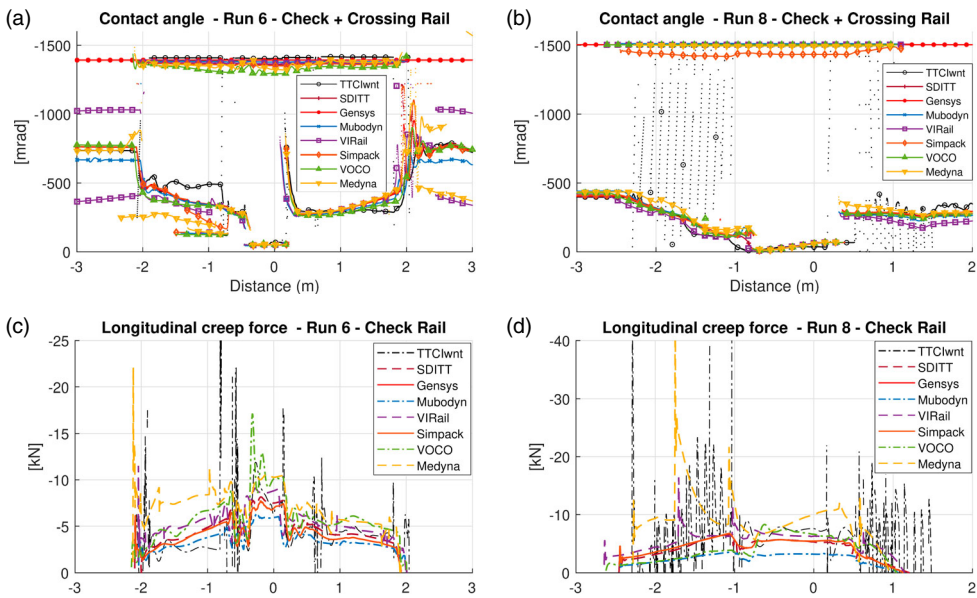 (a)
Contact angle - Run 6 - Check + Crossing Rail
-1500
-1000
-500
0
[mrad]
TTCIwnt
SDITT
Gensys
Mubodyn
VIRail
Simpack
VOCO
Medyna
-3 -2 -1 0 1 2 3
Distance (m)
(b)
Contact angle - Run 8 - Check + Crossing Rail
-1500
-1000
-500
0
[mrad]
TTCIwnt
SDITT
Gensys
Mubodyn
VIRail
Simpack
VOCO
Medyna
-3 -2 -1 0 1 2
Distance (m)
(c)
Longitudinal creep force - Run 6 - Check Rail
-25
-20
-15
-10
-5
0
[kN]
TTCIwnt
SDITT
Gensys
Mubodyn
VIRail
Simpack
VOCO
Medyna
-3 -2 -1 0 1 2 3
(d)
Longitudinal creep force - Run 8 - Check Rail
-40
-30
-20
-10
0
[kN]
TTCIwnt
SDITT
Gensys
Mubodyn
VIRail
Simpack
VOCO
Medyna
-3 -2 -1 0 1 2